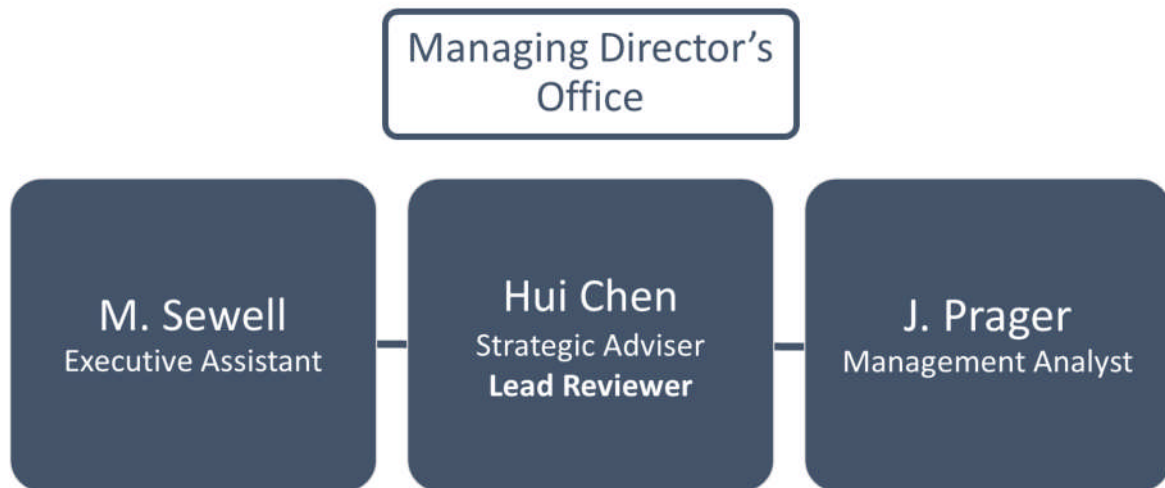 Managing Director’s
Office
M. Sewell
Executive Assistant
Hui Chen
Strategic Adviser
Lead Reviewer
J. Prager
Management Analyst